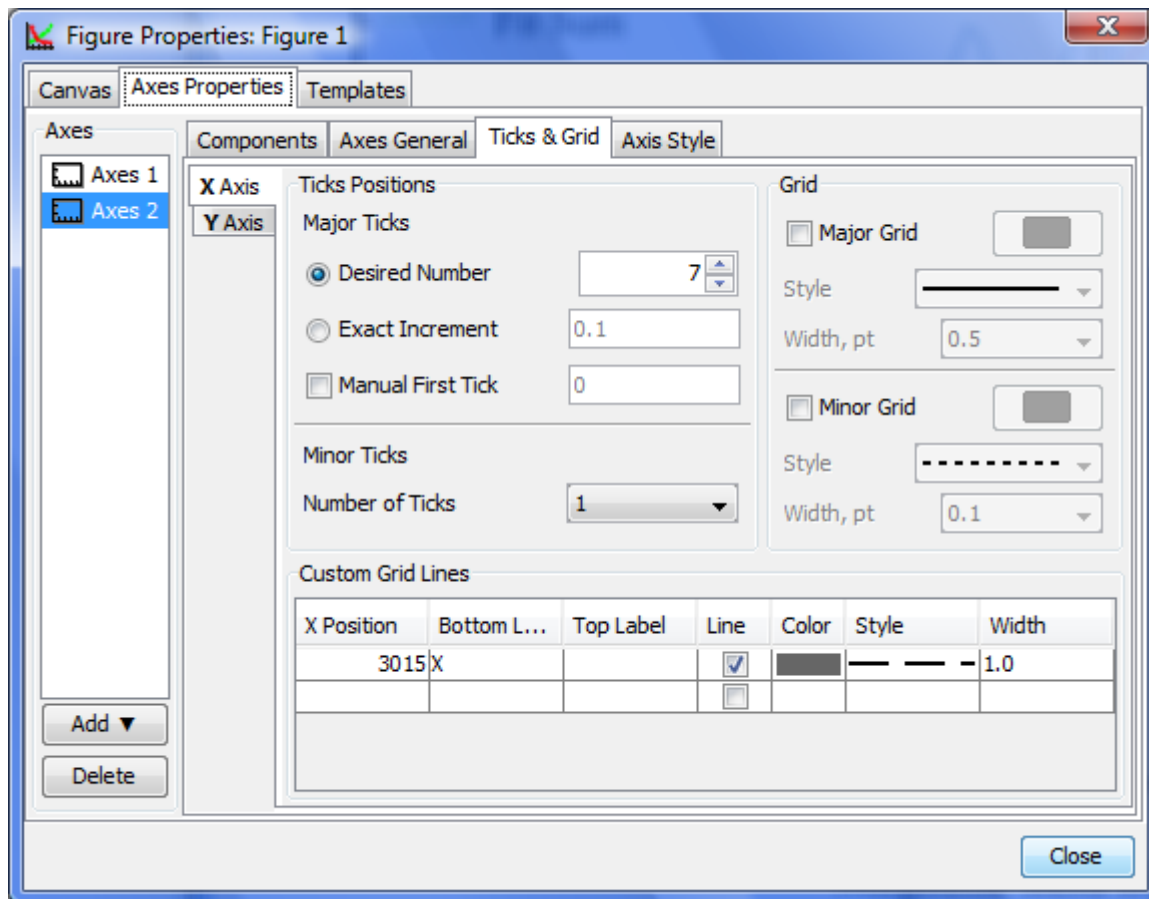 Figure Properties: Figure 1
Canvas Axes Properties Templates
Axes
Axes 1
Axes 2
Add ▼
Delete
Components Axes General Ticks & Grid Axis Style
X Axis
Y Axis
Ticks Positions
Major Ticks
Desired Number 7
Exact Increment 0.1
Manual First Tick 0
Minor Ticks
Number of Ticks 1
Grid
Major Grid
Style
Width, pt 0.5
Minor Grid
Style
Width, pt 0.1
Custom Grid Lines
X Position Bottom L... Top Label Line Color Style Width
3015 X 1.0
Close